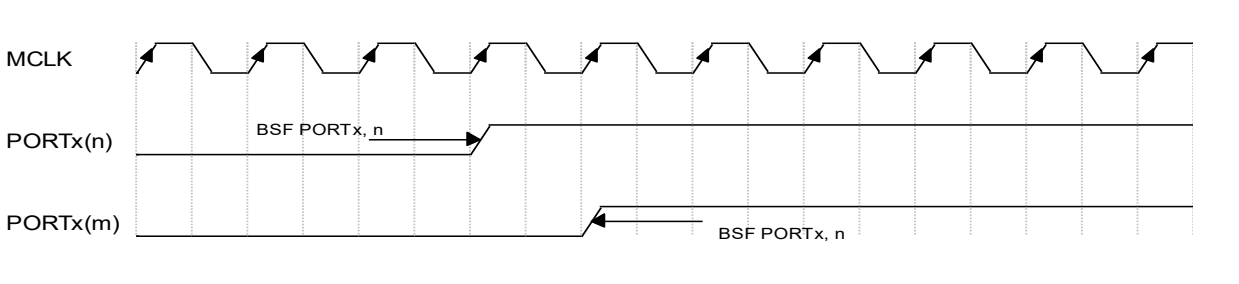 MCLK
BSF PORTx, n
PORTx(n)
PORTx(m)
BSF PORTx, n